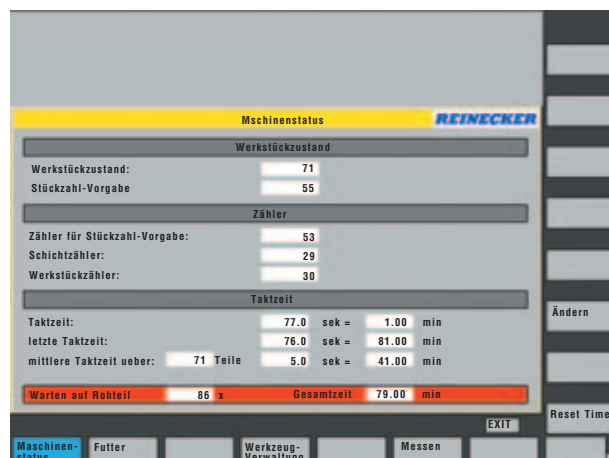 Mschinenstatus REINECKER
Werkstückzustand
Werkstückzustand: 71
Stückzahl-Vorgabe 55
Zähler
Zähler für Stückzahl-Vorgabe: 53
Schichtzähler: 29
Werkstückzähler: 30
Taktzeit
Taktzeit: 77.0 sek = 1.00 min
letzte Taktzeit: 76.0 sek = 81.00 min
mittlere Taktzeit ueber: 71 Teile 5.0 sek = 41.00 min
Warten auf Rohteil 86 x Gesamtzeit 79.00 min
Ändern
Reset Time
EXIT
Maschinen-
status
Futter
Werkzeug-
Verwaltung
Messen